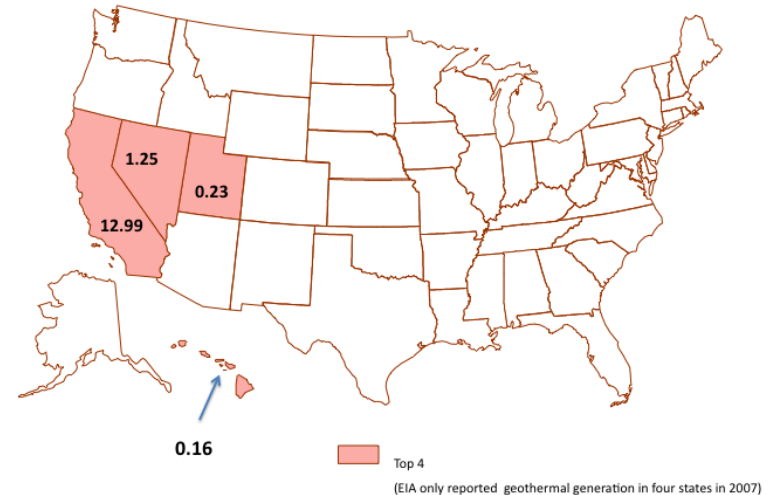 1.25
0.23
12.99
0.16
Top 4
(EIA only reported geothermal generation in four states in 2007)